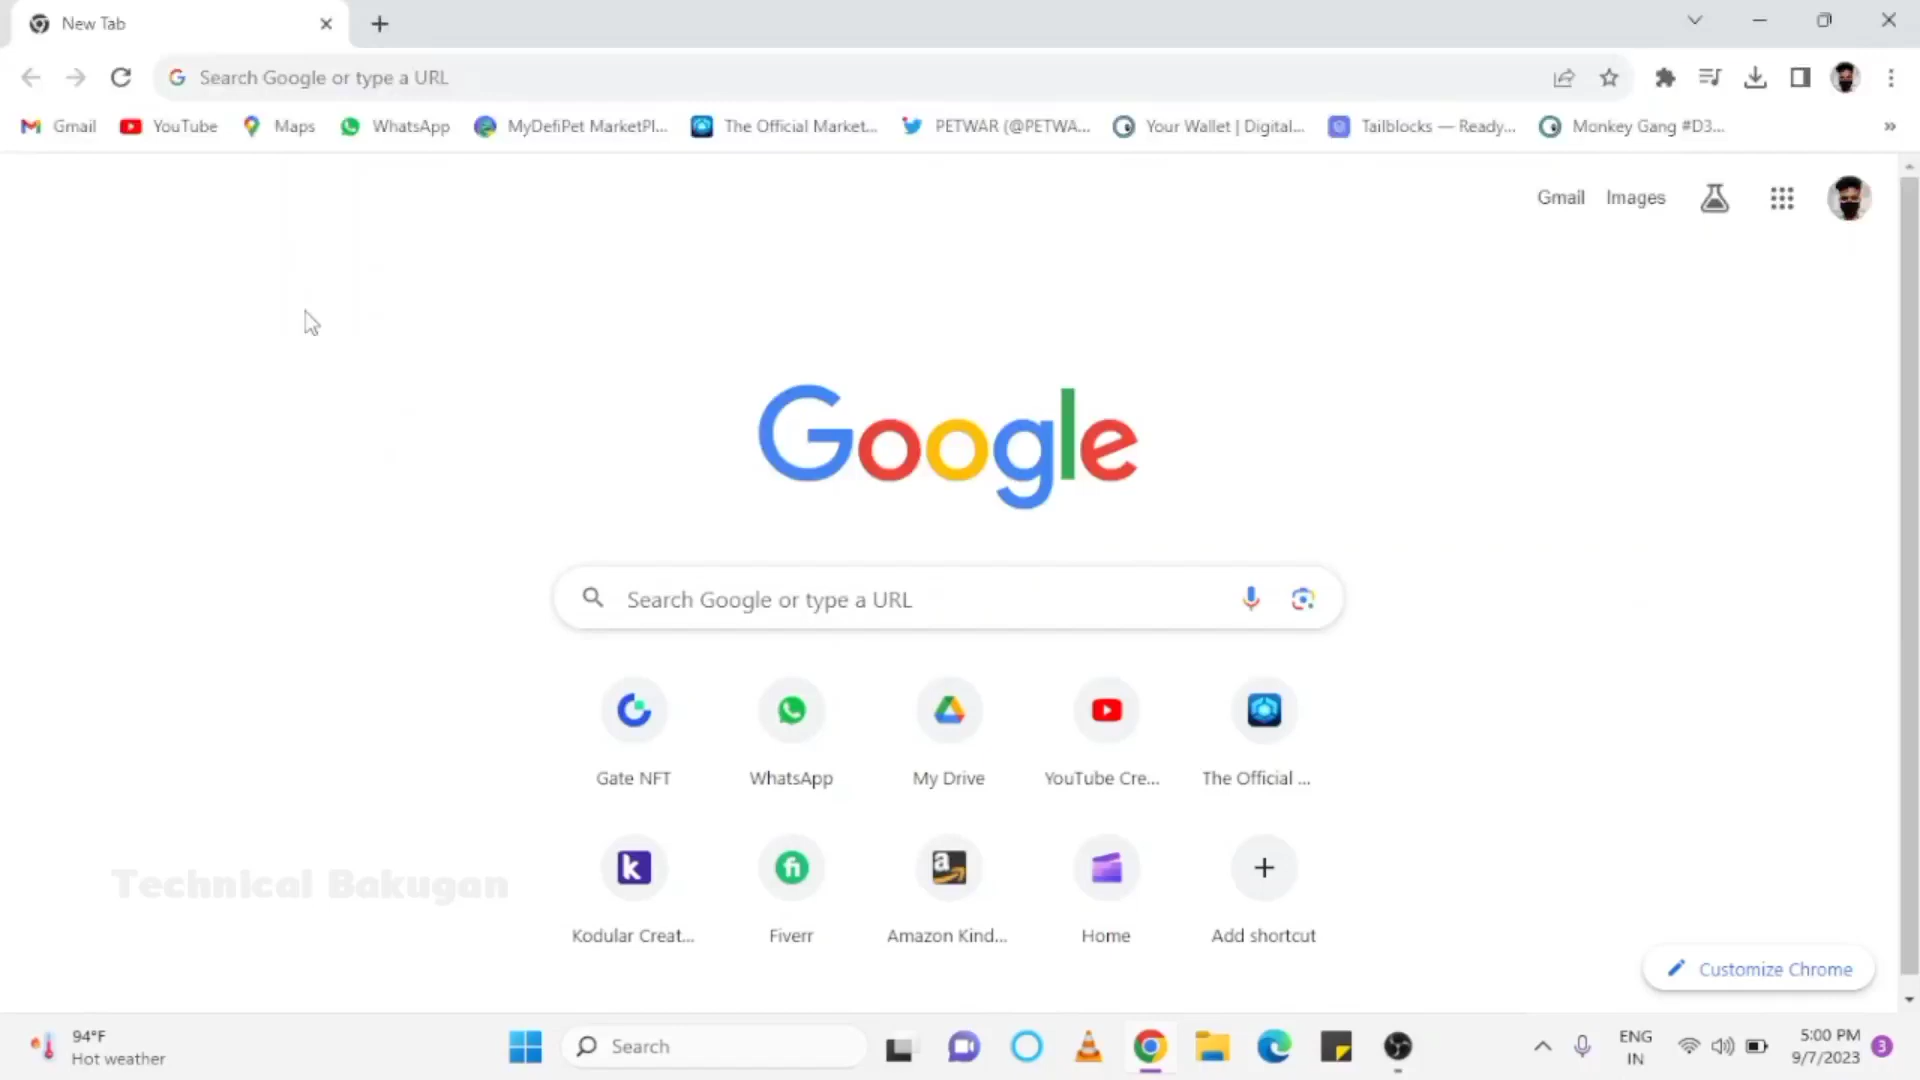 New Tab
Search Google or type a URL
Gmail YouTube Maps WhatsApp MyDefiPet MarketPl... The Official Market... PETWAR (@PETWA... Your Wallet | Digital... Tailblocks — Ready... Monkey Gang #D3... »
Gmail Images
Google
Search Google or type a URL
Gate NFT WhatsApp My Drive YouTube Cre... The Official ...
Kodular Creat... Fiverr Amazon Kind... Home Add shortcut
Technical Bakugan
Customize Chrome
94°F
Hot weather
Search
ENG
IN
5:00 PM
9/7/2023
3